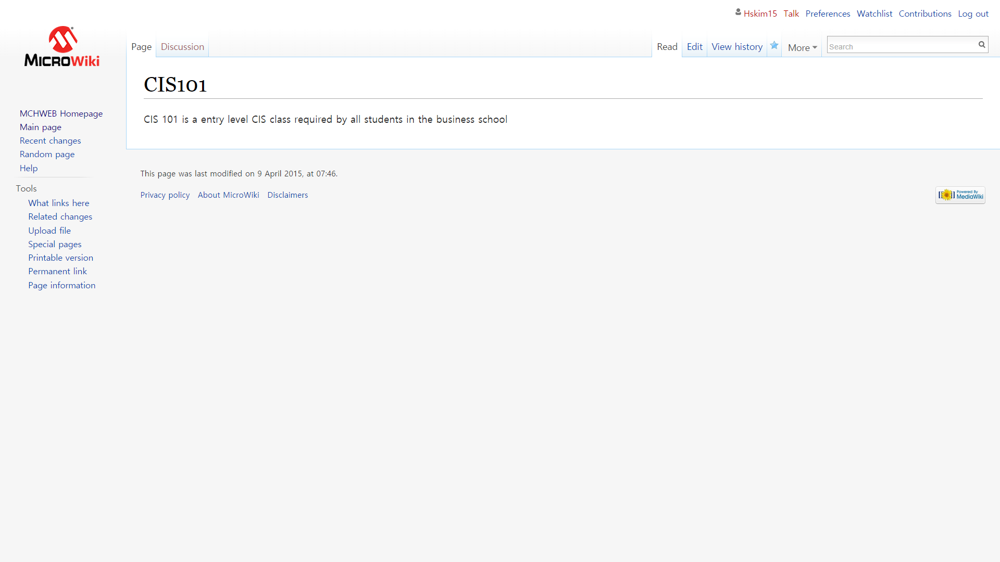 Hskim15 Talk Preferences Watchlist Contributions Log out
MICROWiki
Page Discussion Read Edit View history More Search
CIS101
CIS 101 is a entry level CIS class required by all students in the business school
MCHWEB Homepage
Main page
Recent changes
Random page
Help
Tools
What links here
Related changes
Upload file
Special pages
Printable version
Permanent link
Page information
This page was last modified on 9 April 2015, at 07:46.
Privacy policy About MicroWiki Disclaimers
Powered By
MediaWiki